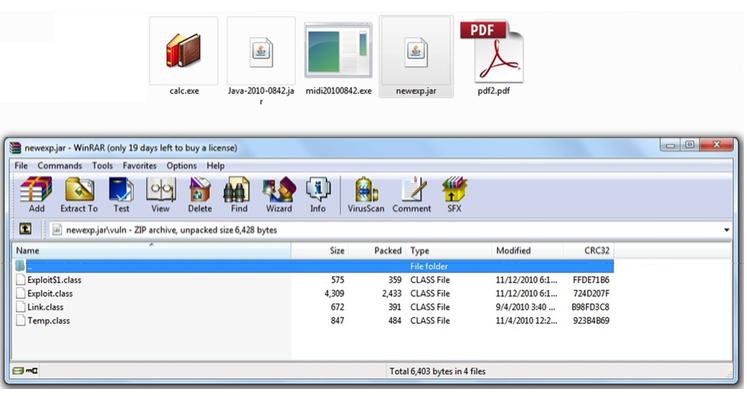 PDF
calc.exe
Java-2010-0842.ja
r
midi20100842.exe
newexp.jar
pdf2.pdf
newexp.jar - WinRAR (only 19 days left to buy a license)
File Commands Tools Favorites Options Help
Add Extract To Test View Delete Find Wizard Info VirusScan Comment SFX
newexp.jar\vuln - ZIP archive, unpacked size 6,428 bytes
Name Size Packed Type Modified CRC32
.. File folder
Exploit$1.class 575 359 CLASS File 11/12/2010 6:1... FFDE71B6
Exploit.class 4,309 2,433 CLASS File 11/12/2010 6:1... 724D207F
Link.class 672 391 CLASS File 9/4/2010 3:40 ... B98FD3C8
Temp.class 847 484 CLASS File 11/4/2010 12:2... 923B4B69
Total 6,403 bytes in 4 files